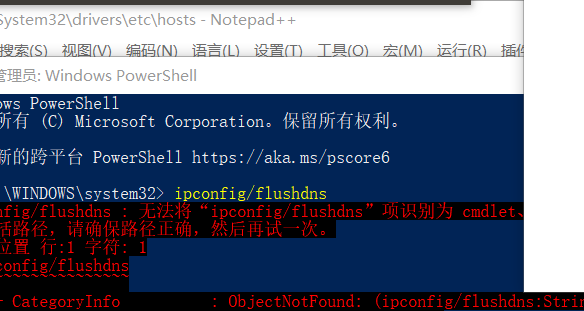 System32\drivers\etc\hosts - Notepad++
搜索(S) 视图(V) 编码(N) 语言(L) 设置(T) 工具(O) 宏(M) 运行(R) 插件
管理员: Windows PowerShell
ows PowerShell
所有 (C) Microsoft Corporation。保留所有权利。
新的跨平台 PowerShell https://aka.ms/pscore6
:\WINDOWS\system32> ipconfig/flushdns
nfig/flushdns : 无法将“ipconfig/flushdns”项识别为 cmdlet、
括路径，请确保路径正确，然后再试一次。
位置 行:1 字符: 1
config/flushdns
+ CategoryInfo : ObjectNotFound: (ipconfig/flushdns:Strin